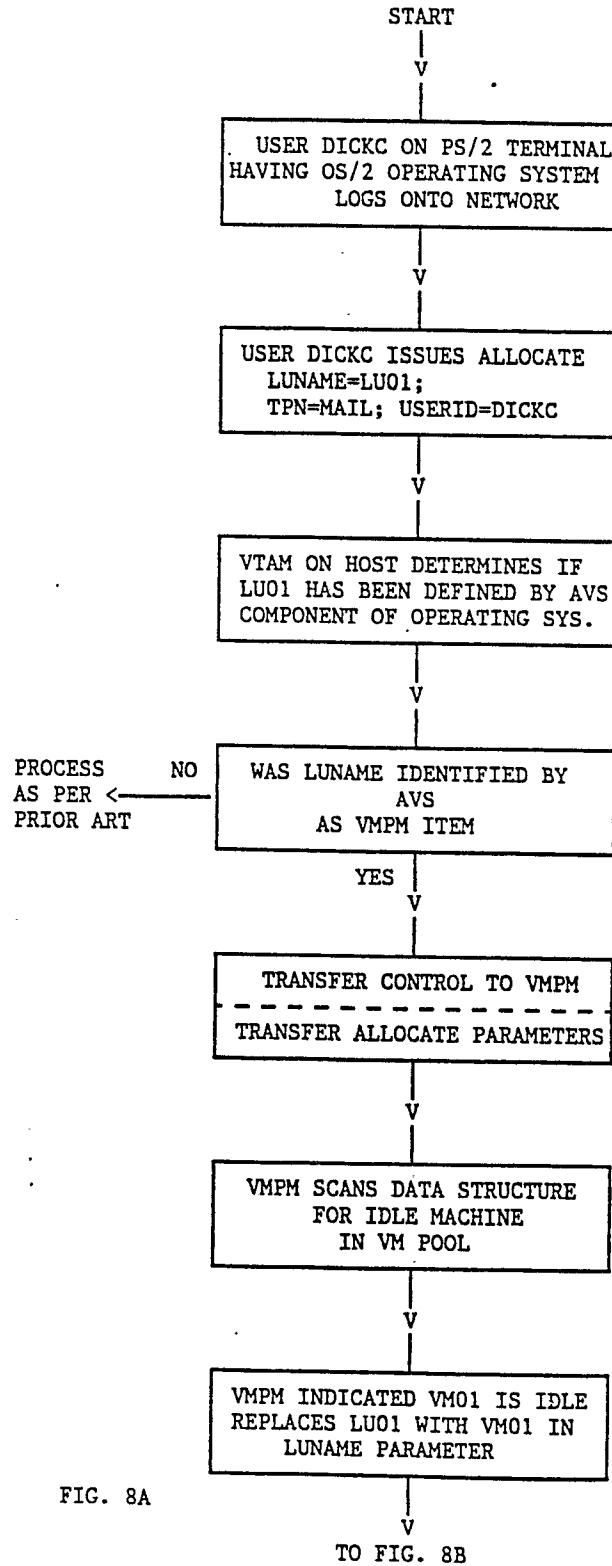 START
V
USER DICKC ON PS/2 TERMINAL
HAVING OS/2 OPERATING SYSTEM
LOGS ONTO NETWORK
V
USER DICKC ISSUES ALLOCATE
LUNAME=LU01;
TPN=MAIL; USERID=DICKC
V
VTAM ON HOST DETERMINES IF
LU01 HAS BEEN DEFINED BY AVS
COMPONENT OF OPERATING SYS.
V
PROCESS NO
AS PER <
PRIOR ART
WAS LUNAME IDENTIFIED BY
AVS
AS VMPM ITEM
YES
V
TRANSFER CONTROL TO VMPM
TRANSFER ALLOCATE PARAMETERS
V
VMPM SCANS DATA STRUCTURE
FOR IDLE MACHINE
IN VM POOL
V
VMPM INDICATED VM01 IS IDLE
REPLACES LU01 WITH VM01 IN
LUNAME PARAMETER
FIG. 8A
V
TO FIG. 8B